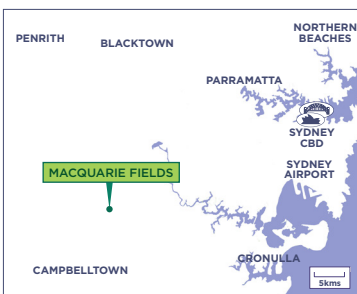 NORTHERN
BEACHES
PENRITH
BLACKTOWN
PARRAMATTA
SYDNEY
CBD
SYDNEY
AIRPORT
MACQUARIE FIELDS
CRONULLA
CAMPBELLTOWN
5kms